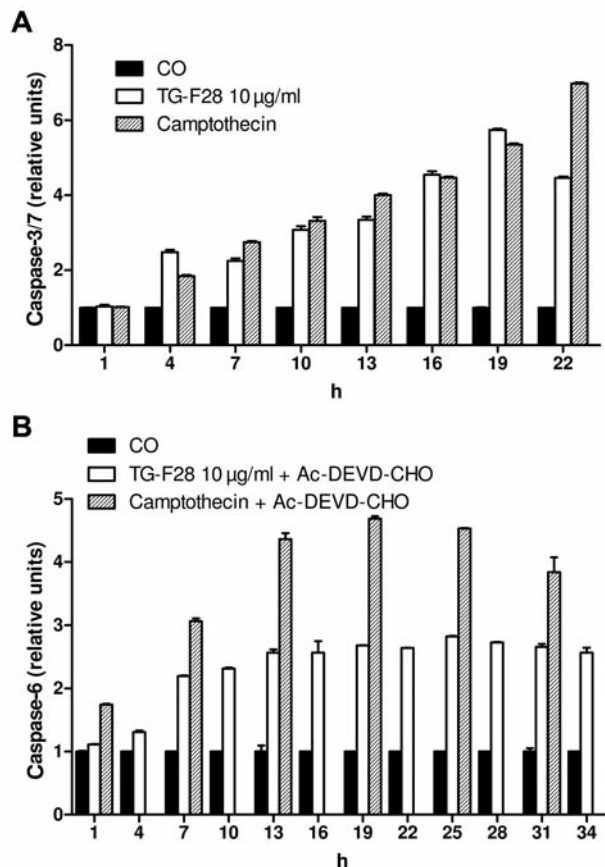 A
CO
TG-F28 10 µg/ml
Camptothecin
Caspase-3/7 (relative units)
8
6
4
2
0
1 4 7 10 13 16 19 22
h
B
CO
TG-F28 10 µg/ml + Ac-DEVD-CHO
Camptothecin + Ac-DEVD-CHO
Caspase-6 (relative units)
5
4
3
2
1
0
1 4 7 10 13 16 19 22 25 28 31 34
h